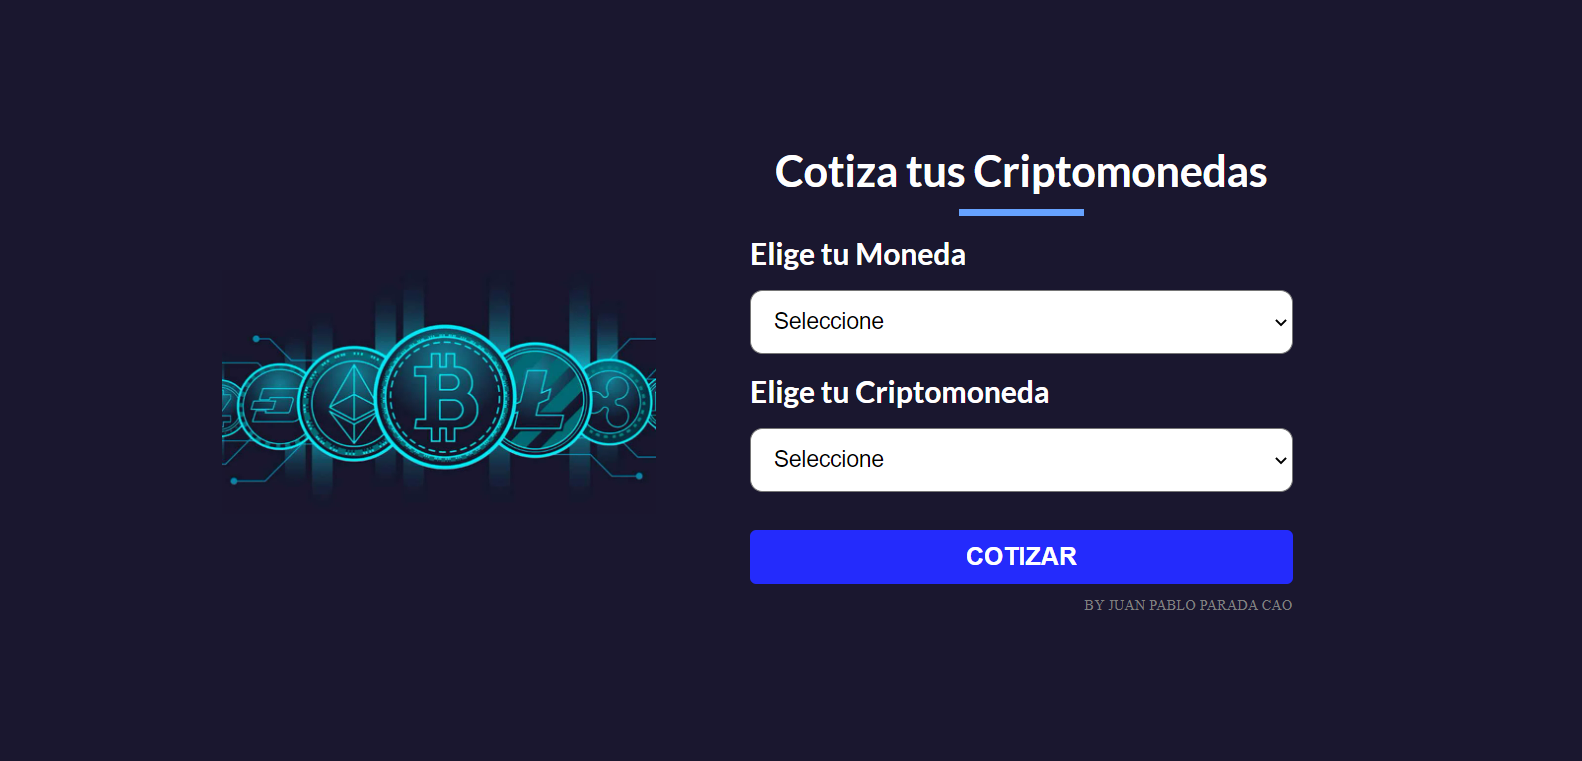 Cotiza tus Criptomonedas
Elige tu Moneda
Seleccione
Elige tu Criptomoneda
Seleccione
COTIZAR
BY JUAN PABLO PARADA CAO